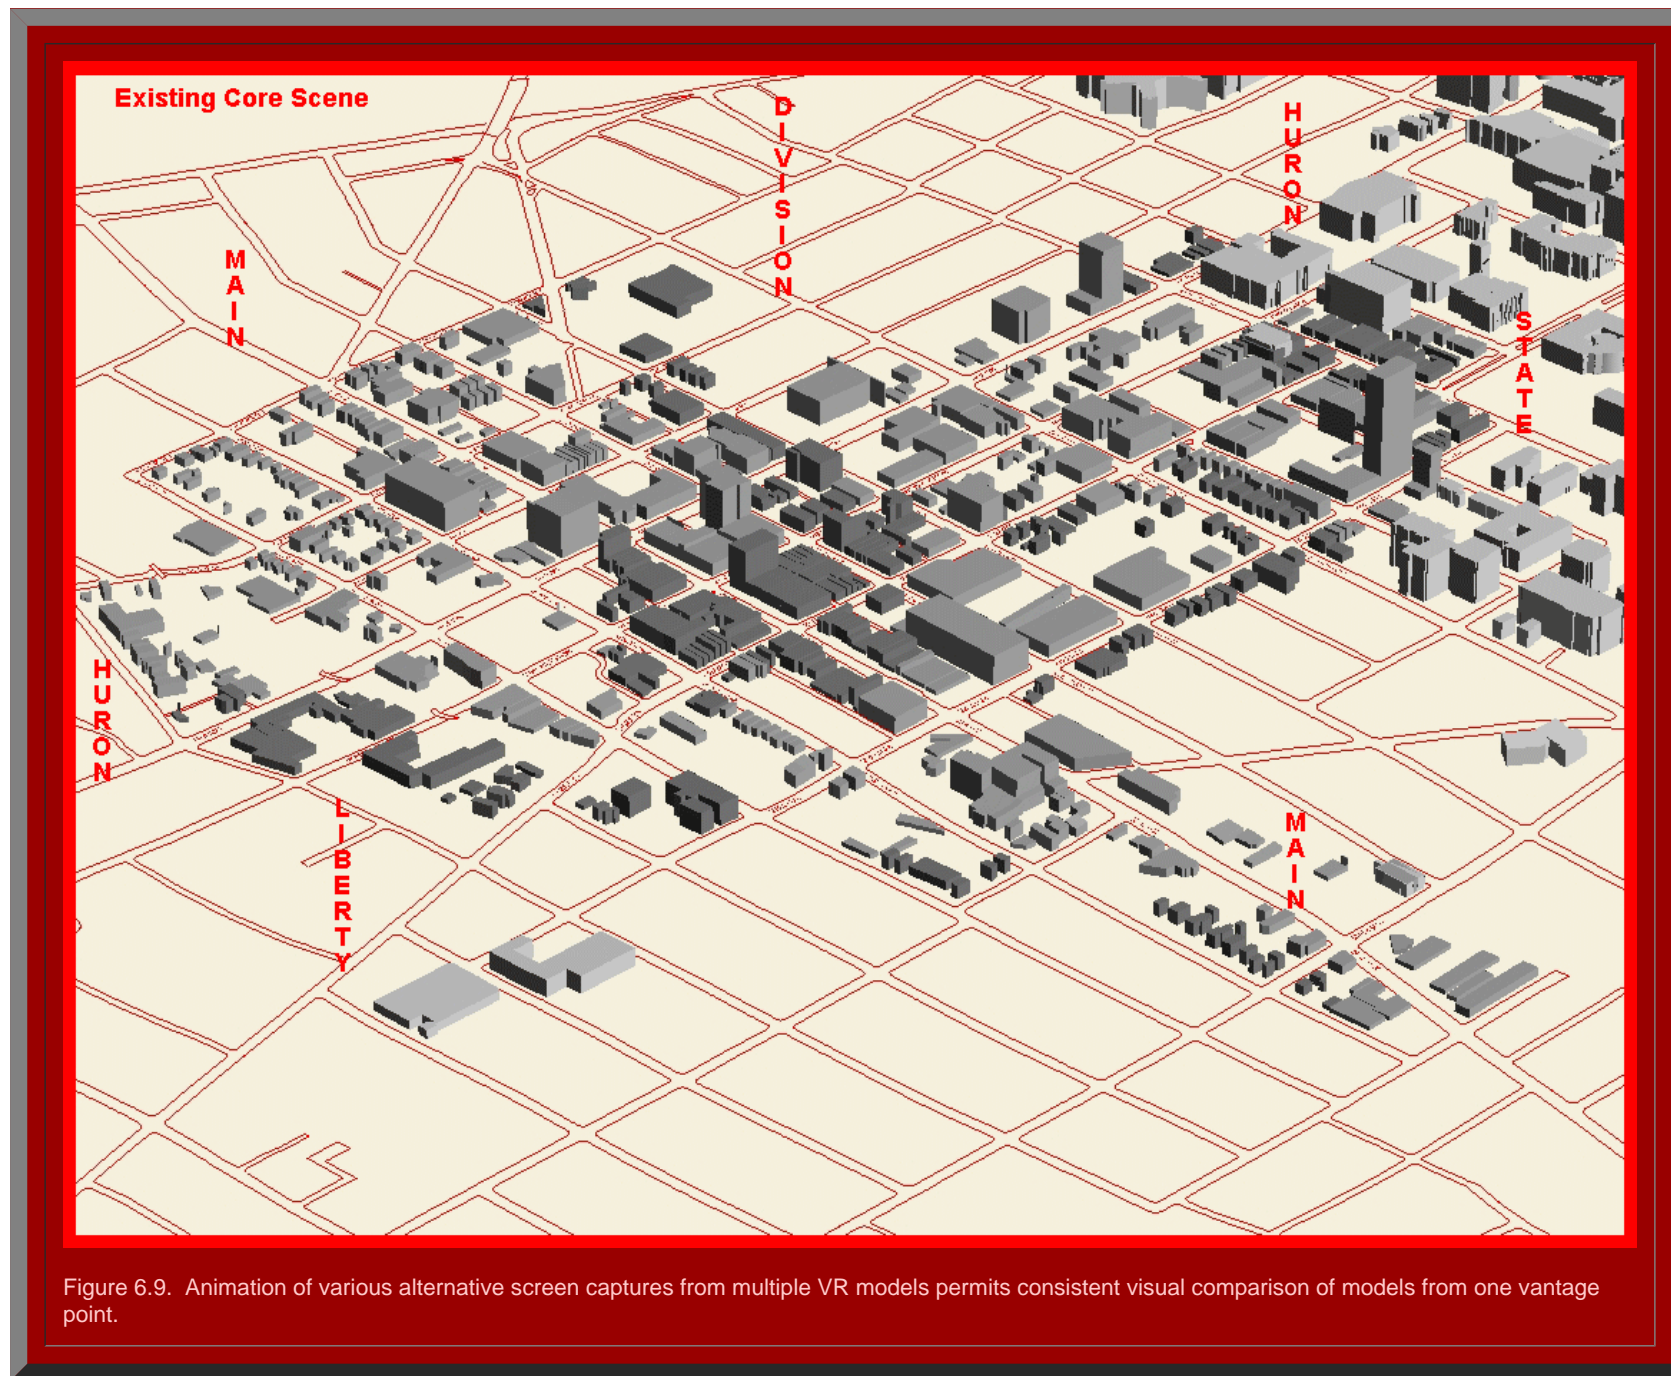 Existing Core Scene
DIVISION
HURON
MAIN
STATE
HURON
LIBERTY
MAIN
Figure 6.9.  Animation of various alternative screen captures from multiple VR models permits consistent visual comparison of models from one vantage
point.